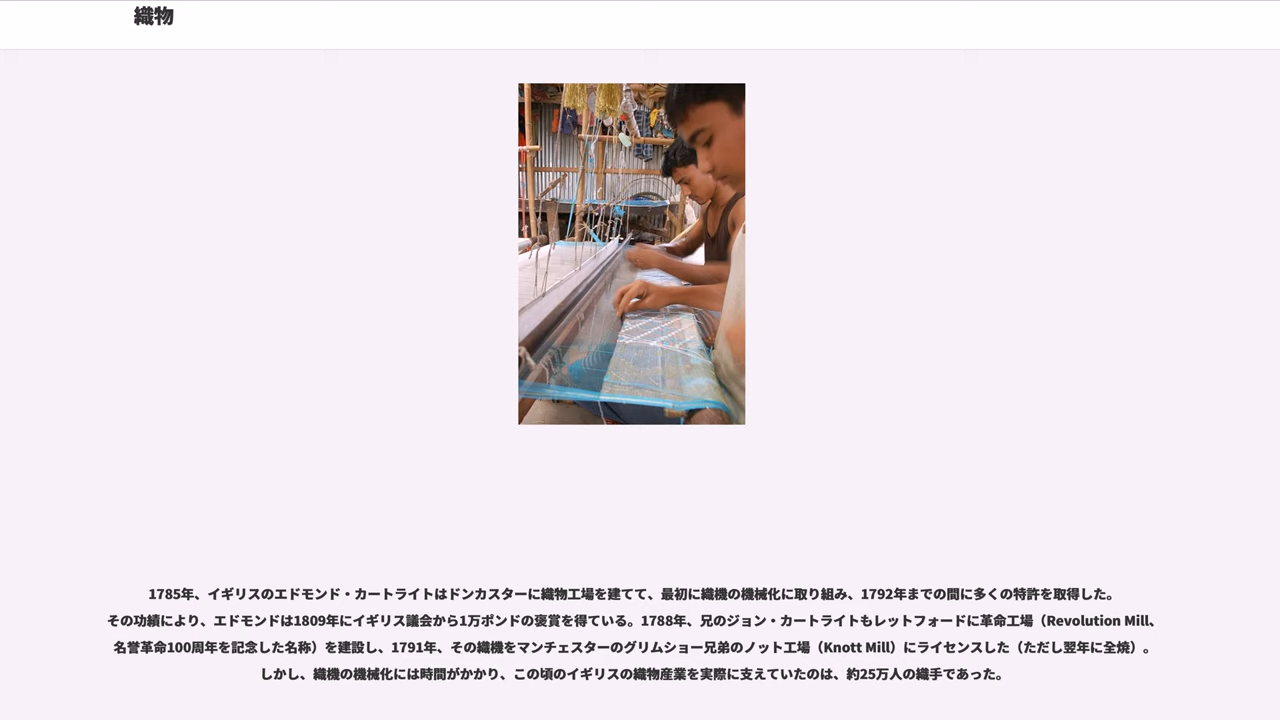 織物
1785年、イギリスのエドモンド・カートライトはドンカスターに織物工場を建てて、最初に織機の機械化に取り組み、1792年までの間に多くの特許を取得した。
その功績により、エドモンドは1809年にイギリス議会から1万ポンドの褒賞を得ている。1788年、兄のジョン・カートライトもレットフォードに革命工場（Revolution Mill、
名誉革命100周年を記念した名称）を建設し、1791年、その織機をマンチェスターのグリムショー兄弟のノット工場（Knott Mill）にライセンスした（ただし翌年に全焼）。
しかし、織機の機械化には時間がかかり、この頃のイギリスの織物産業を実際に支えていたのは、約25万人の織手であった。